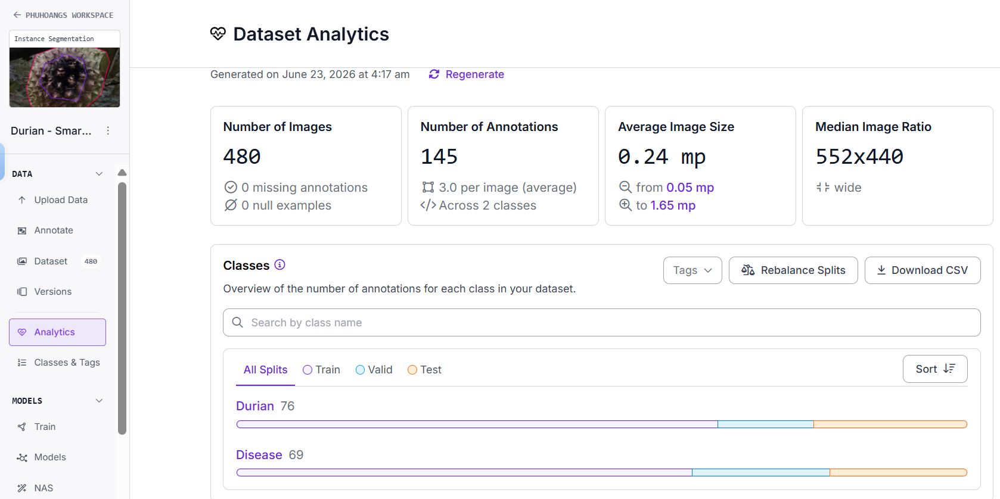 PHUHOANGS WORKSPACE
Instance Segmentation
Durian - Smar...
DATA
Upload Data
Annotate
Dataset 480
Versions
Analytics
Classes & Tags
MODELS
Train
Models
NAS
Dataset Analytics
Generated on June 23, 2026 at 4:17 am Regenerate
Number of Images
480
0 missing annotations
0 null examples
Number of Annotations
145
3.0 per image (average)
Across 2 classes
Average Image Size
0.24 mp
from 0.05 mp
to 1.65 mp
Median Image Ratio
552x440
wide
Classes
Tags
Rebalance Splits
Download CSV
Overview of the number of annotations for each class in your dataset.
Search by class name
All Splits Train Valid Test
Sort
Durian 76
Disease 69